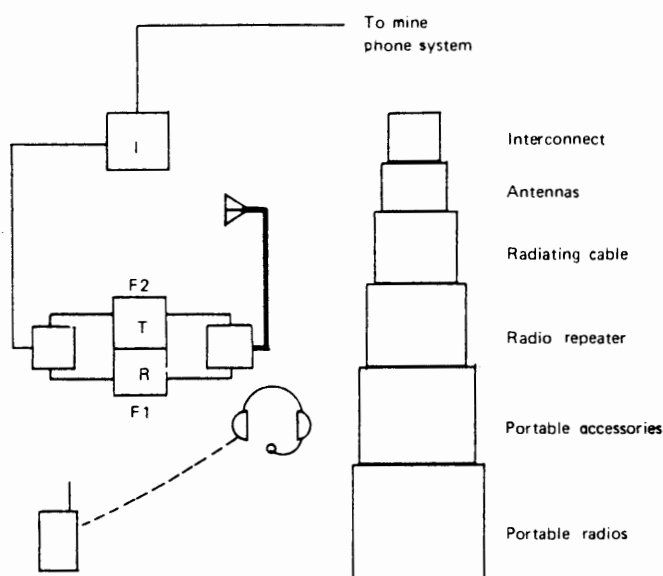 To mine
phone system
I
Interconnect
Antennas
Radiating cable
F2
T
R
F1
Radio repeater
Portable accessories
Portable radios